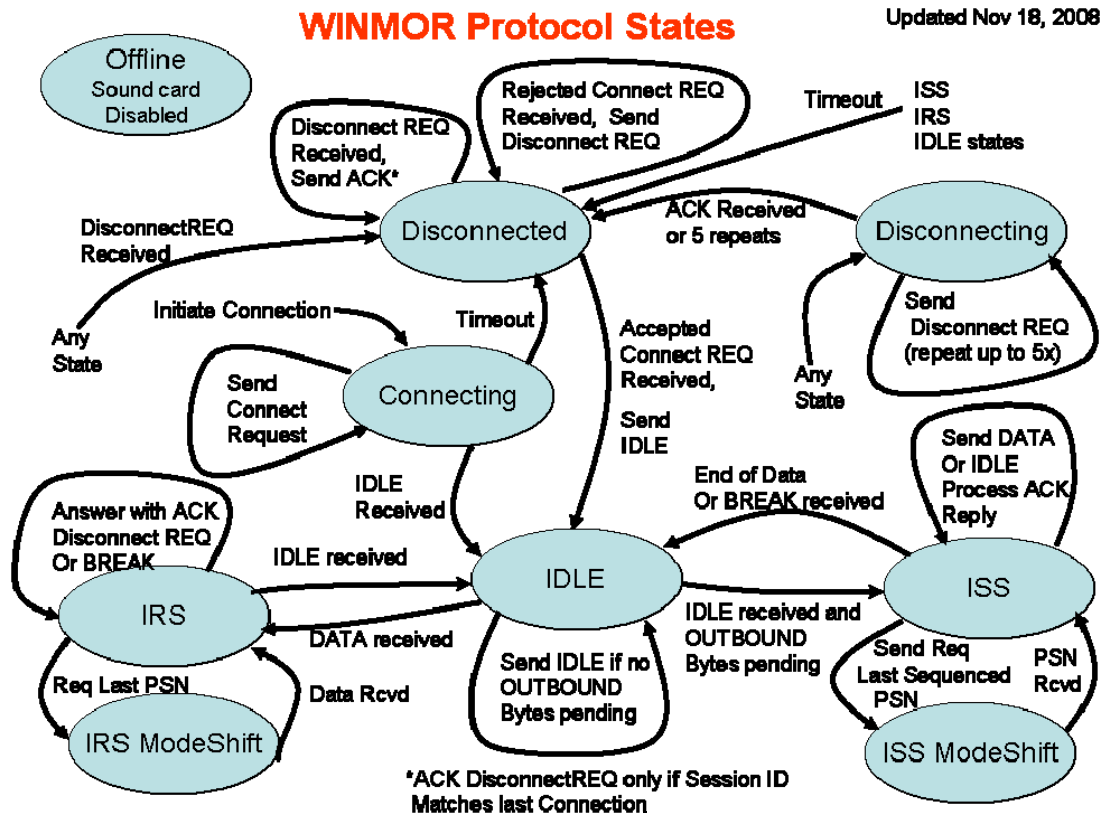 WINMOR Protocol States
Updated Nov 18, 2008
Offline
Sound card
Disabled
Disconnect REQ
Received,
Send ACK*
Rejected Connect REQ
Received, Send
Disconnect REQ
Timeout
ISS
IRS
IDLE states
DisconnectREQ
Received
Disconnected
ACK Received
or 5 repeats
Disconnecting
Any
State
Initiate Connection
Timeout
Accepted
Connect REQ
Received,
Send
IDLE
Send
Disconnect REQ
(repeat up to 5x)
Any
State
Send
Connect
Request
Connecting
IDLE
Received
End of Data
Or BREAK received
Send DATA
Or IDLE
Process ACK
Reply
Answer with ACK
Disconnect REQ
Or BREAK
IDLE received
IRS
IDLE
ISS
DATA received
IDLE received and
OUTBOUND
Bytes pending
Send IDLE if no
OUTBOUND
Bytes pending
Req Last PSN
Data Rcvd
Send Req
Last Sequenced
PSN
PSN
Rcvd
IRS ModeShift
ISS ModeShift
*ACK DisconnectREQ only if Session ID
Matches last Connection